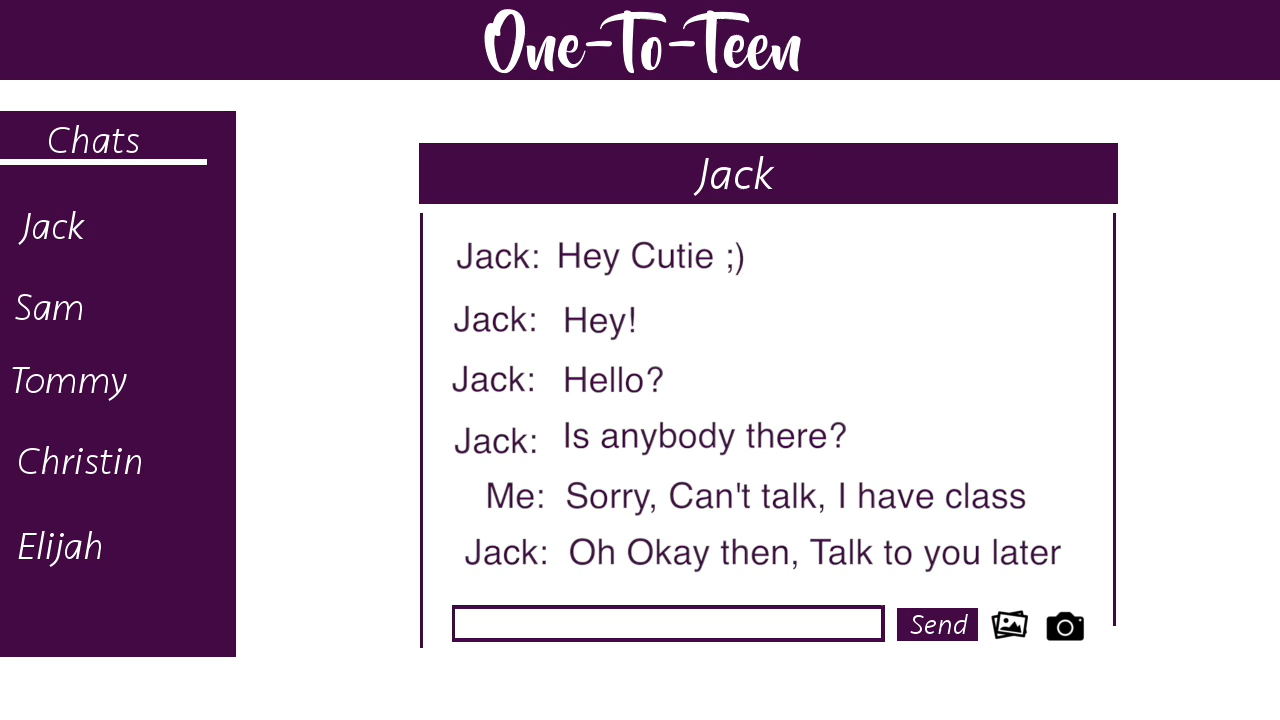 One-To-Teen
Chats
Jack
Sam
Tommy
Christin
Elijah
Jack
Jack: Hey Cutie ;)
Jack: Hey!
Jack: Hello?
Jack: Is anybody there?
Me: Sorry, Can't talk, I have class
Jack: Oh Okay then, Talk to you later
Send